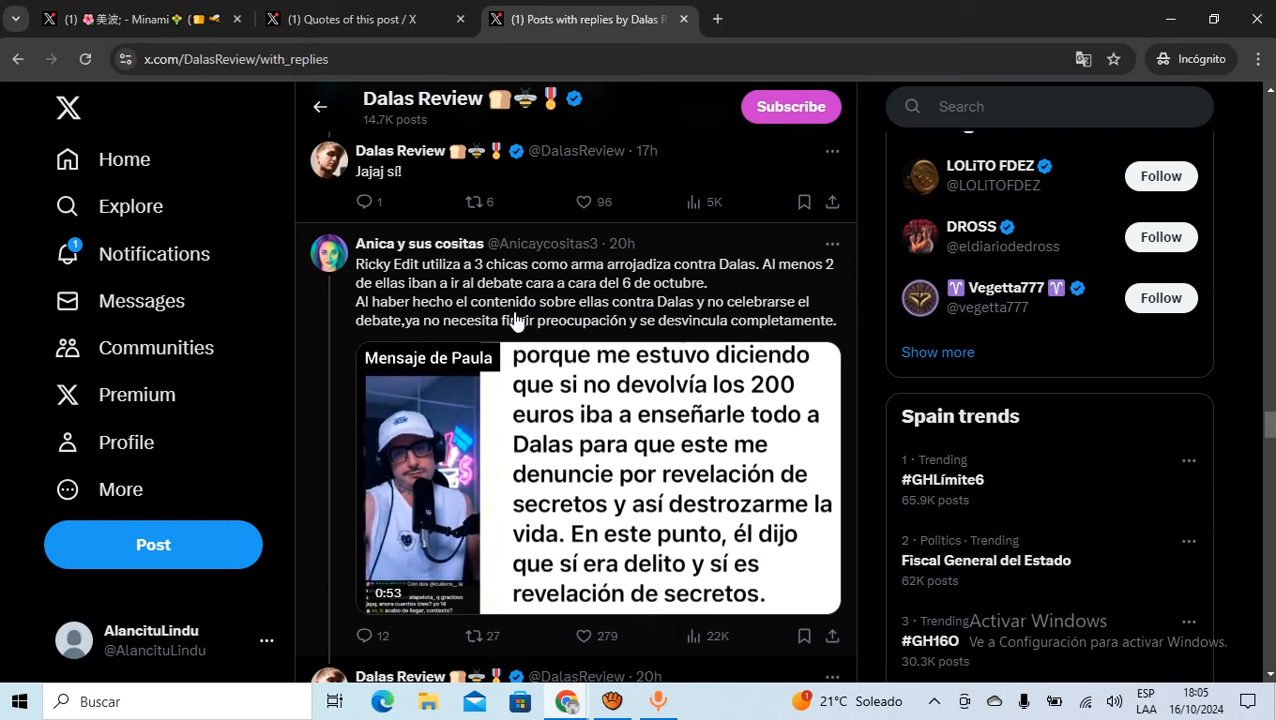 (1) 🌸美波: - Minami🌳 (
(1) Quotes of this post / X
(1) Posts with replies by Dalas R
x.com/DalasReview/with_replies
Incógnito
Home
Explore
1
Notifications
Messages
Communities
Premium
Profile
More
Post
AlancituLindu
@AlancituLindu
Dalas Review 🍞🐝🎖️
14.7K posts
Subscribe
Dalas Review 🍞🐝🎖️ @DalasReview · 17h
Jajaj sí!
1 6 96 5K
Anica y sus cositas @Anicaycositas3 · 20h
Ricky Edit utiliza a 3 chicas como arma arrojadiza contra Dalas. Al menos 2
de ellas iban a ir al debate cara a cara del 6 de octubre.
Al haber hecho el contenido sobre ellas contra Dalas y no celebrarse el
debate,ya no necesita fingir preocupación y se desvincula completamente.
Mensaje de Paula
porque me estuvo diciendo
que si no devolvía los 200
euros iba a enseñarle todo a
Dalas para que este me
denuncie por revelación de
secretos y así destrozarme la
vida. En este punto, él dijo
que sí era delito y sí es
revelación de secretos.
0:53
12 27 279 22K
Dalas Review 🍞🐝🎖️ @DalasReview · 20h
Search
LOLiTO FDEZ
@LOLiTOFDEZ
Follow
DROSS
@eldiariodedross
Follow
♈ Vegetta777 ♈
@vegetta777
Follow
Show more
Spain trends
1 · Trending
#GHLímite6
65.9K posts
2 · Politics · Trending
Fiscal General del Estado
62K posts
3 · Trending
#GH16O
30.3K posts
Activar Windows
Ve a Configuración para activar Windows.
Buscar
1
21°C Soleado
ESP
LAA
18:05
16/10/2024